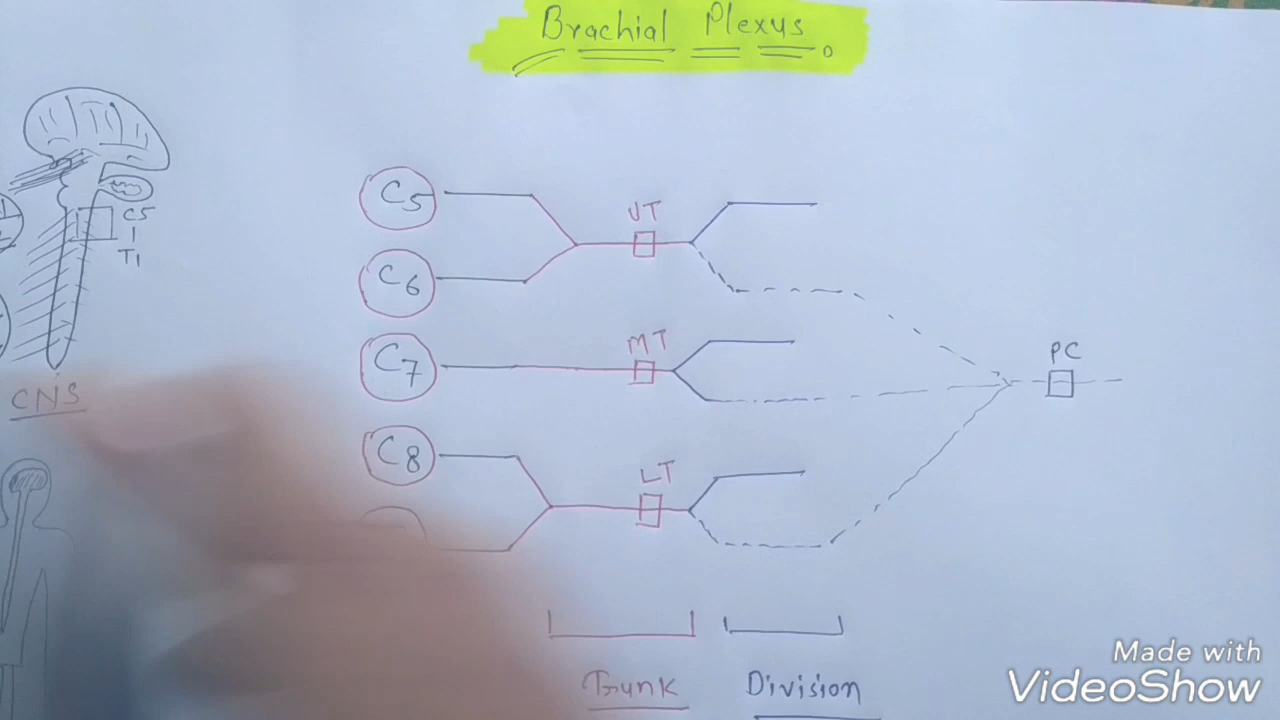 Brachial Plexus
C5
T1
CNS
C5
C6
C7
C8
UT
MT
LT
PC
Trunk
Division
Made with
VideoShow